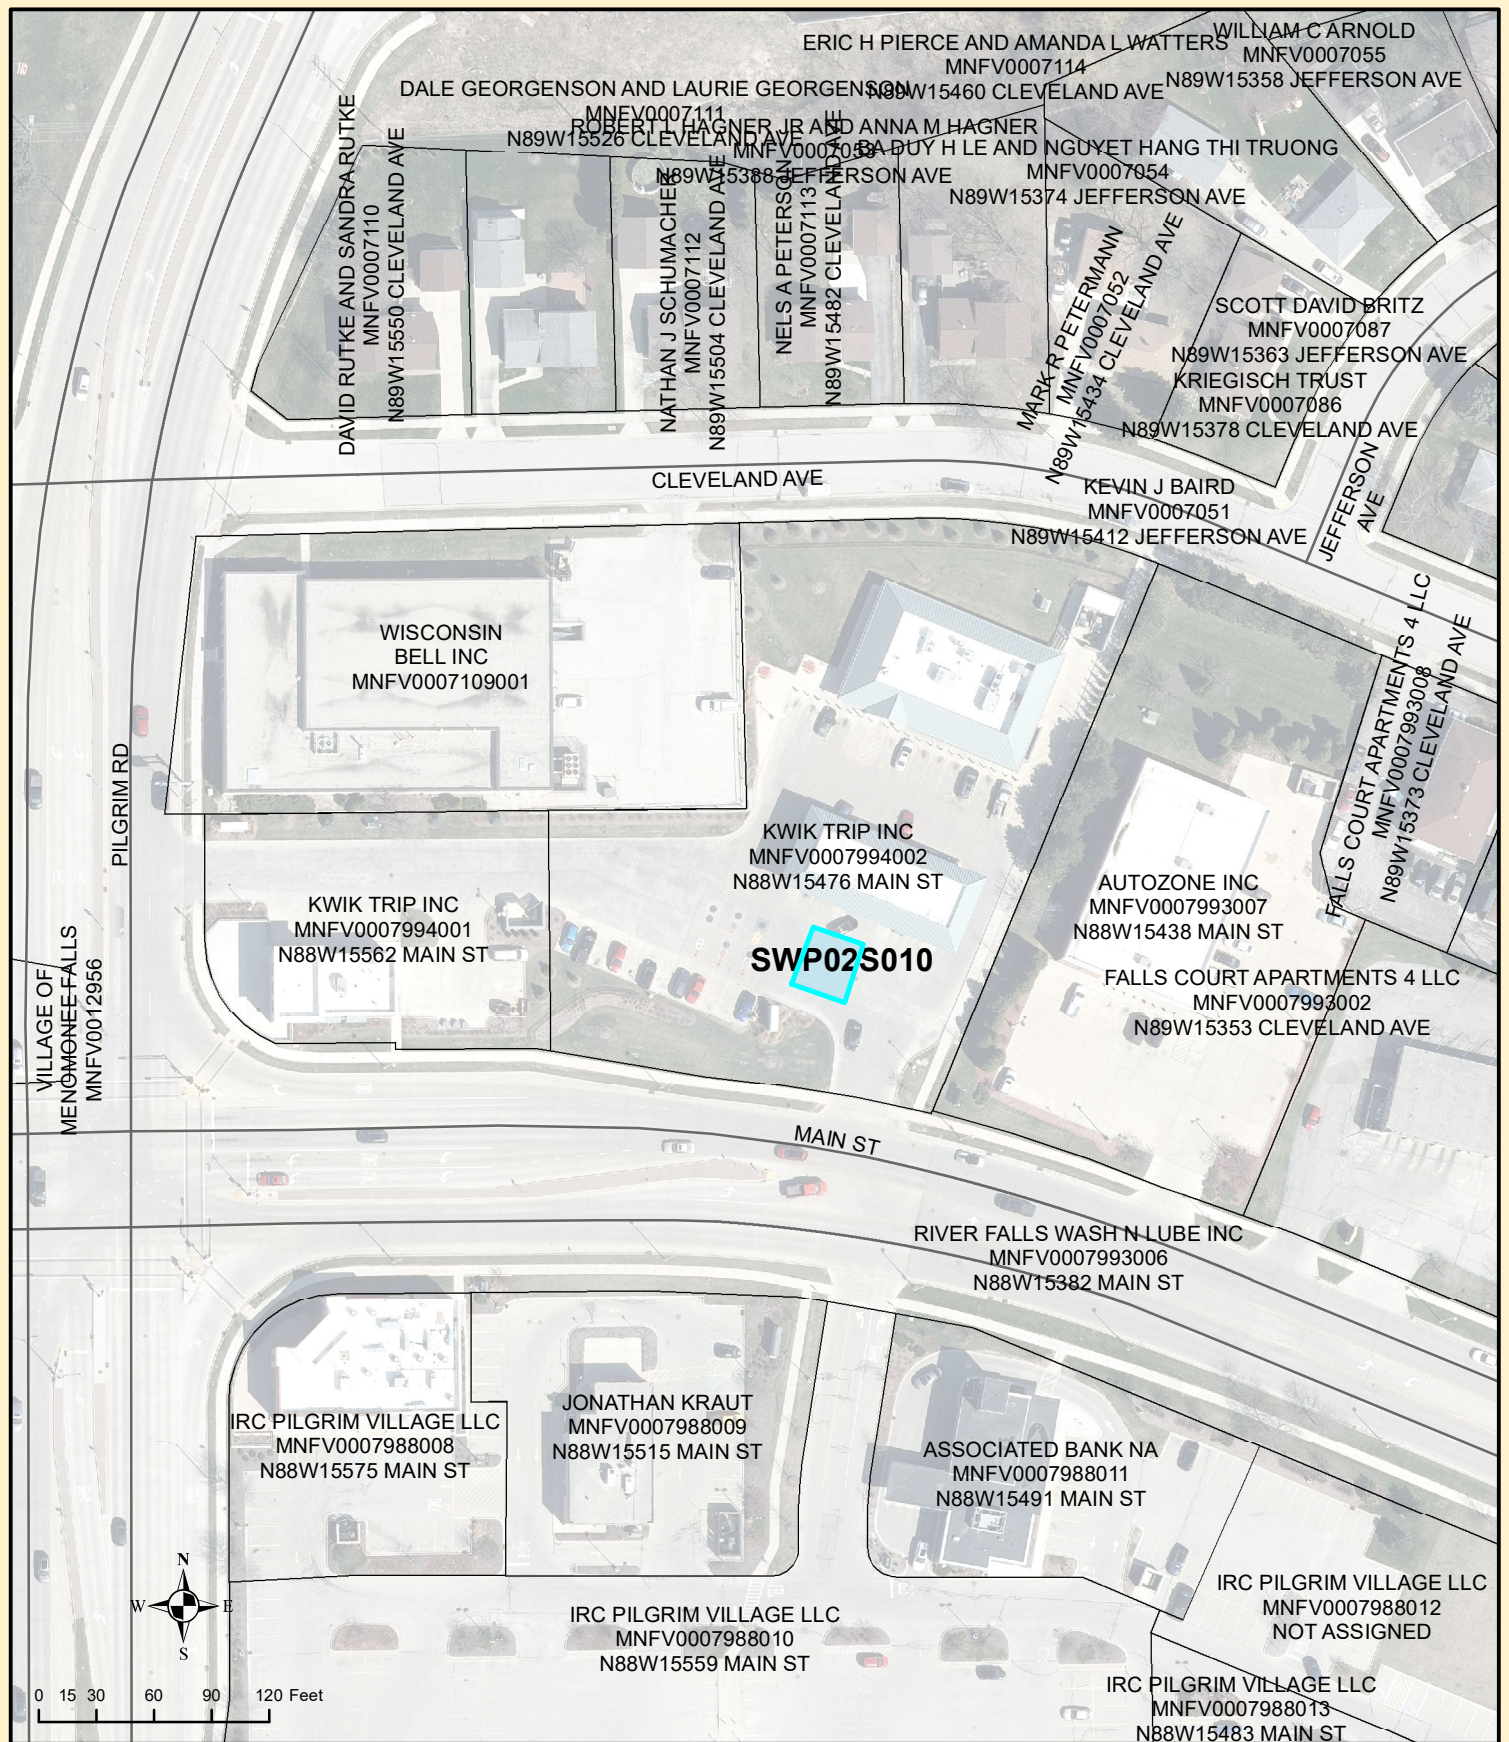 ERIC H PIERCE AND AMANDA L WATTERS
MNFV0007114
N89W15460 CLEVELAND AVE
WILLIAM C ARNOLD
MNFV0007055
N89W15358 JEFFERSON AVE
DALE GEORGENSON AND LAURIE GEORGENSON
MNFV0007111
N89W15526 CLEVELAND AVE
ROBERT L HAGNER JR AND ANNA M HAGNER
MNFV0007053
N89W15388 JEFFERSON AVE
BA DUY H LE AND NGUYET HANG THI TRUONG
MNFV0007054
N89W15374 JEFFERSON AVE
DAVID RUTKE AND SANDRA RUTKE
MNFV0007110
N89W15550 CLEVELAND AVE
NATHAN J SCHUMACHER
MNFV0007112
N89W15504 CLEVELAND AVE
NELS A PETERSON
MNFV0007113
N89W15482 CLEVELAND AVE
MARK R PETERMANN
MNFV0007052
N89W15434 CLEVELAND AVE
SCOTT DAVID BRITZ
MNFV0007087
N89W15363 JEFFERSON AVE
KRIEGISCH TRUST
MNFV0007086
N89W15378 CLEVELAND AVE
CLEVELAND AVE
KEVIN J BAIRD
MNFV0007051
N89W15412 JEFFERSON AVE
JEFFERSON
AVE
WISCONSIN
BELL INC
MNFV0007109001
FALLS COURT APARTMENTS 4 LLC
MNFV0007993008
N89W15373 CLEVELAND AVE
PILGRIM RD
KWIK TRIP INC
MNFV0007994002
N88W15476 MAIN ST
KWIK TRIP INC
MNFV0007994001
N88W15562 MAIN ST
AUTOZONE INC
MNFV0007993007
N88W15438 MAIN ST
SWP02S010
FALLS COURT APARTMENTS 4 LLC
MNFV0007993002
N89W15353 CLEVELAND AVE
VILLAGE OF
MENOMONEE FALLS
MNFV0012956
MAIN ST
RIVER FALLS WASH N LUBE INC
MNFV0007993006
N88W15382 MAIN ST
IRC PILGRIM VILLAGE LLC
MNFV0007988008
N88W15575 MAIN ST
JONATHAN KRAUT
MNFV0007988009
N88W15515 MAIN ST
ASSOCIATED BANK NA
MNFV0007988011
N88W15491 MAIN ST
IRC PILGRIM VILLAGE LLC
MNFV0007988012
NOT ASSIGNED
IRC PILGRIM VILLAGE LLC
MNFV0007988010
N88W15559 MAIN ST
IRC PILGRIM VILLAGE LLC
MNFV0007988013
N88W15483 MAIN ST
N
W E
S
0 15 30 60 90 120 Feet